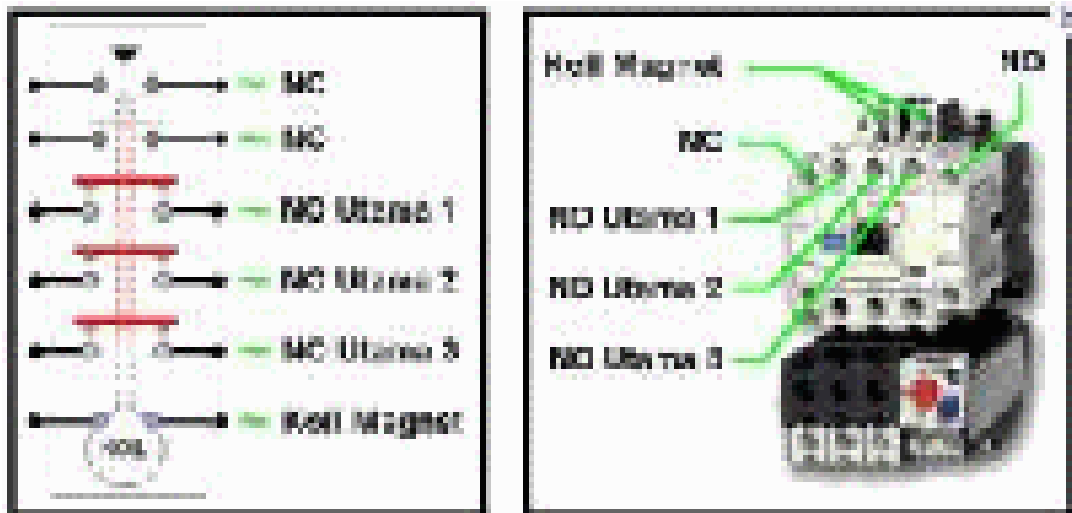 NC
NC
NO Utama 1
NO Utama 2
NO Utama 3
Koil Magnet
KOIL
Koil Magnet
NO
NC
NO Utama 1
NO Utama 2
NO Utama 3